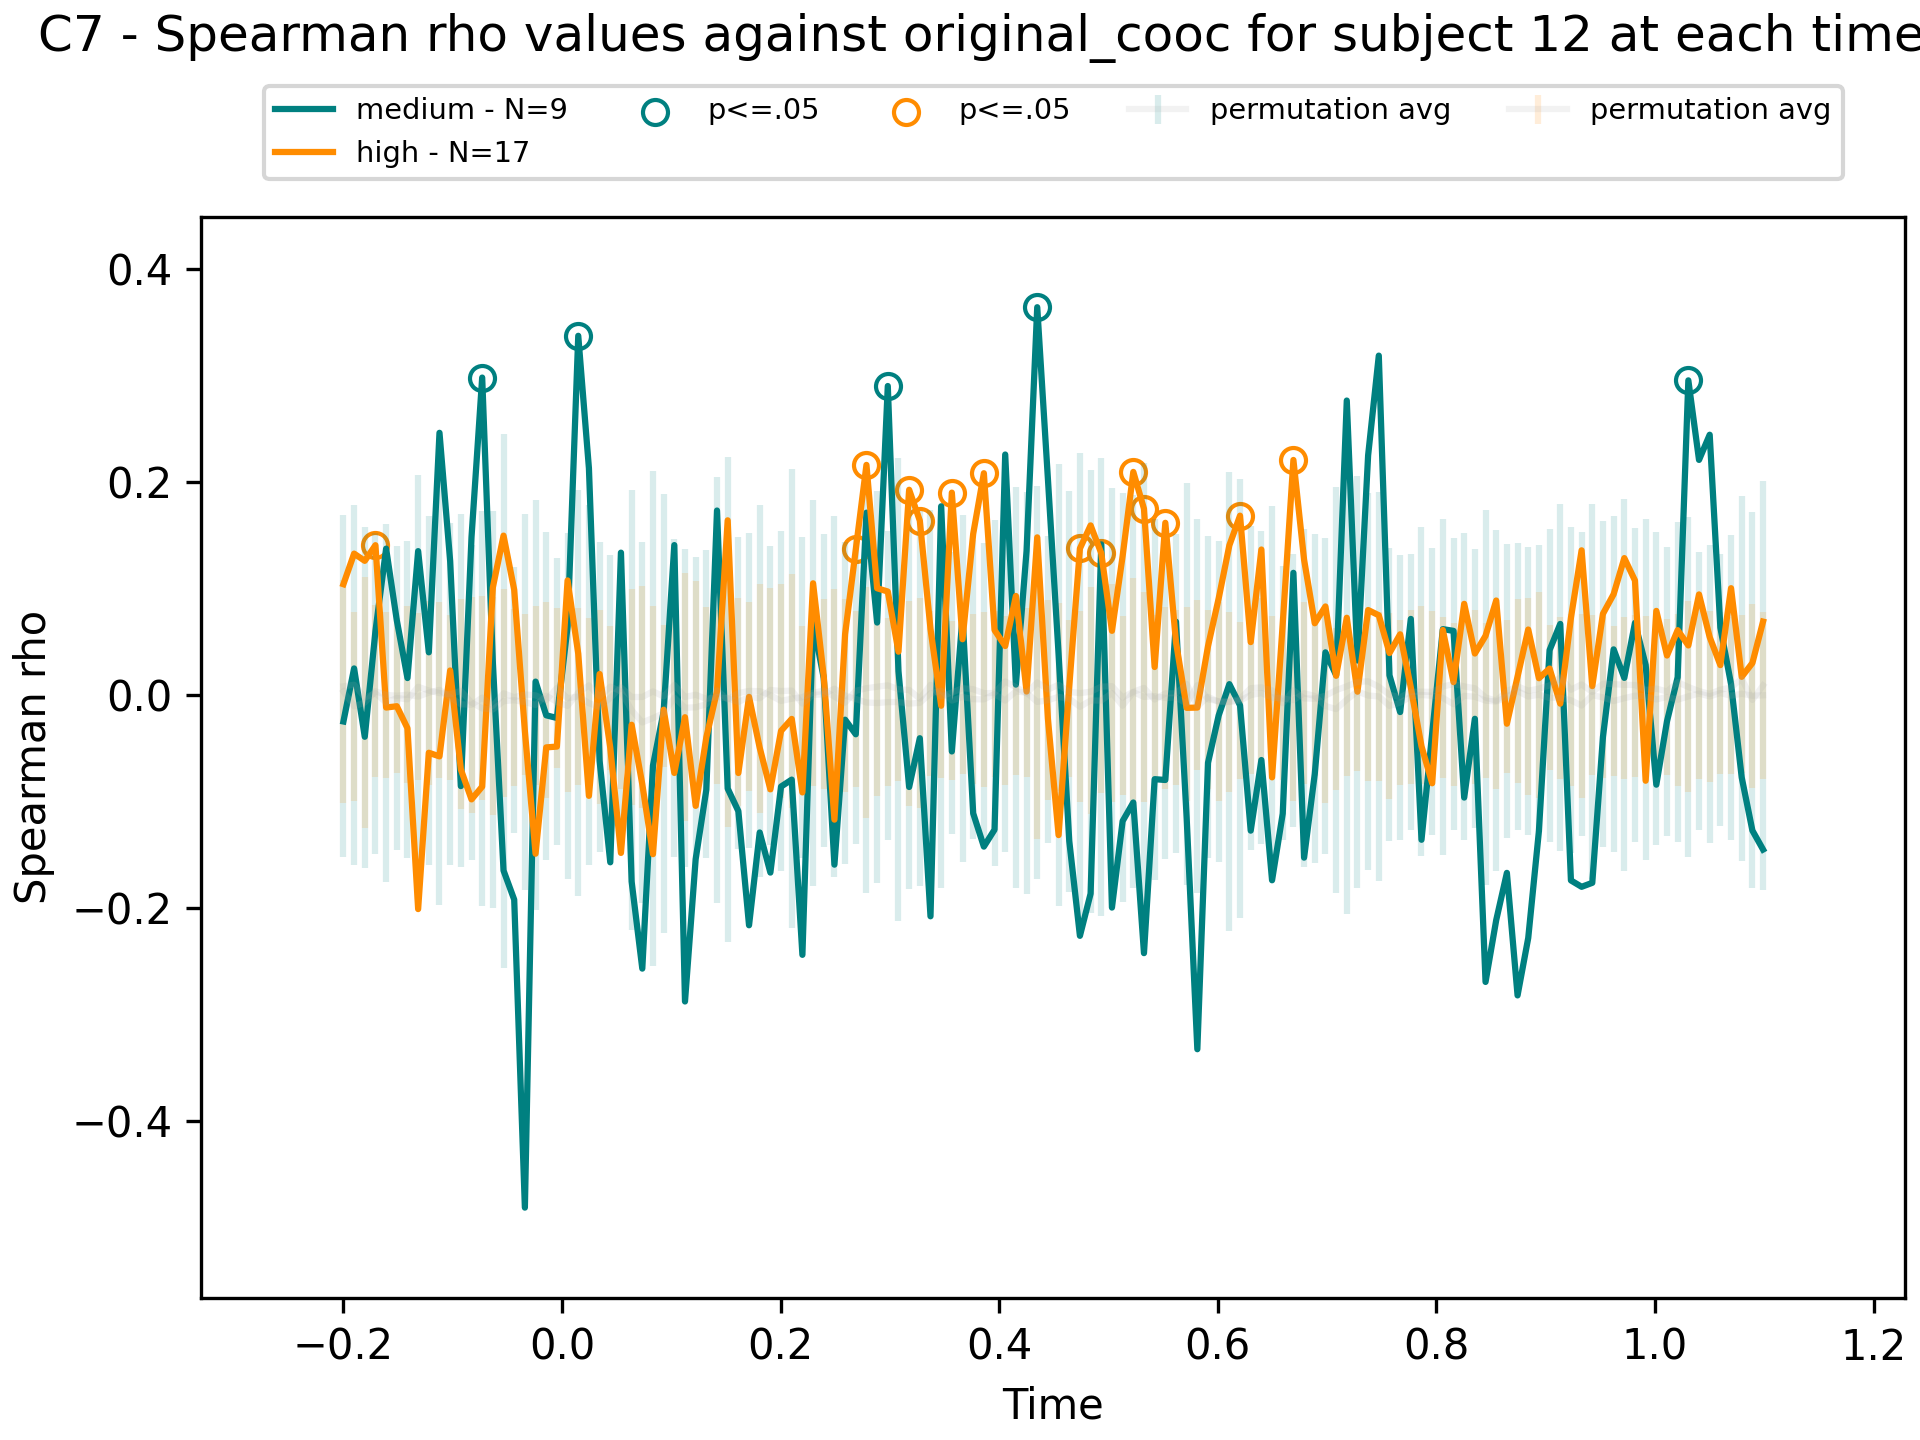 C7 - Spearman rho values against original_cooc for subject 12 at each time
medium - N=9
high - N=17
p<=.05
p<=.05
permutation avg
permutation avg
Spearman rho
0.4
0.2
0.0
−0.2
−0.4
−0.2
0.0
0.2
0.4
0.6
0.8
1.0
1.2
Time